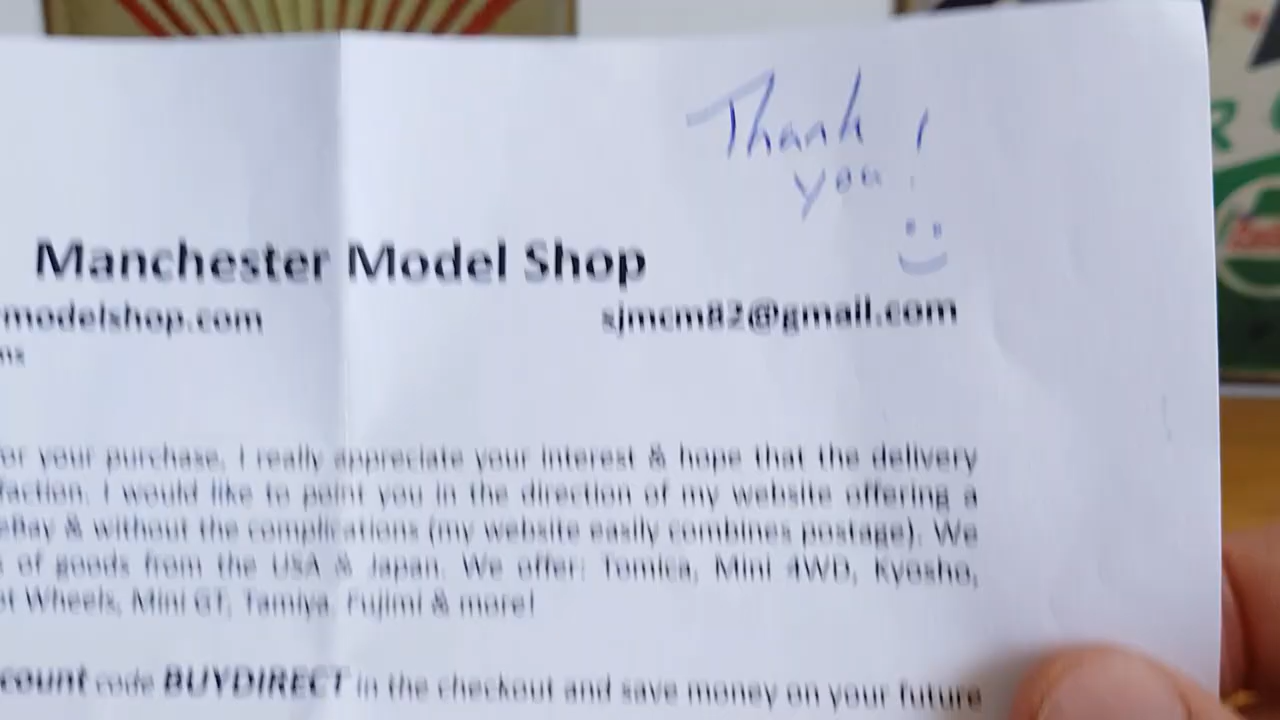 Thank !
you !
Manchester Model Shop
modelshop.com sjmcm82@gmail.com
ns
or your purchase, I really appreciate your interest & hope that the delivery
faction. I would like to point you in the direction of my website offering a
eBay & without the complications (my website easily combines postage). We
of goods from the USA & Japan. We offer: Tomica, Mini 4WD, Kyosho,
ot Wheels, Mini GT, Tamiya, Fujimi & more!
count code BUYDIRECT in the checkout and save money on your future